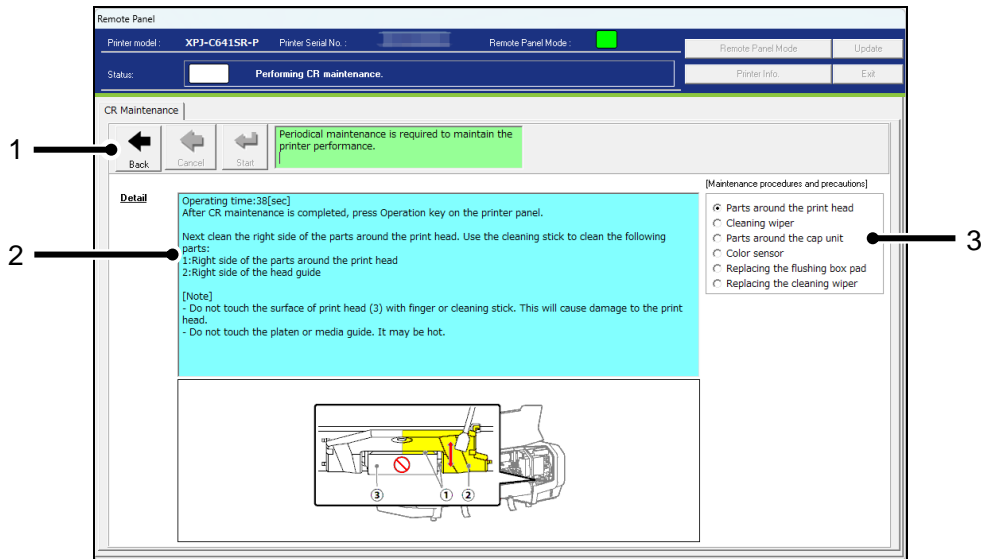 Remote Panel
Printer model : XPJ-C641SR-P Printer Serial No. : Remote Panel Mode :
Remote Panel Mode Update
Status: Performing CR maintenance.
Printer Info. Exit
CR Maintenance
1
Back Cancel Start
Periodical maintenance is required to maintain the
printer performance.
Detail
2
Operating time:38[sec]
After CR maintenance is completed, press Operation key on the printer panel.
Next clean the right side of the parts around the print head. Use the cleaning stick to clean the following
parts:
1:Right side of the parts around the print head
2:Right side of the head guide
[Note]
- Do not touch the surface of print head (3) with finger or cleaning stick. This will cause damage to the print
head.
- Do not touch the platen or media guide. It may be hot.
[Maintenance procedures and precautions]
Parts around the print head
Cleaning wiper
Parts around the cap unit
Color sensor
Replacing the flushing box pad
Replacing the cleaning wiper
3
③ ① ②